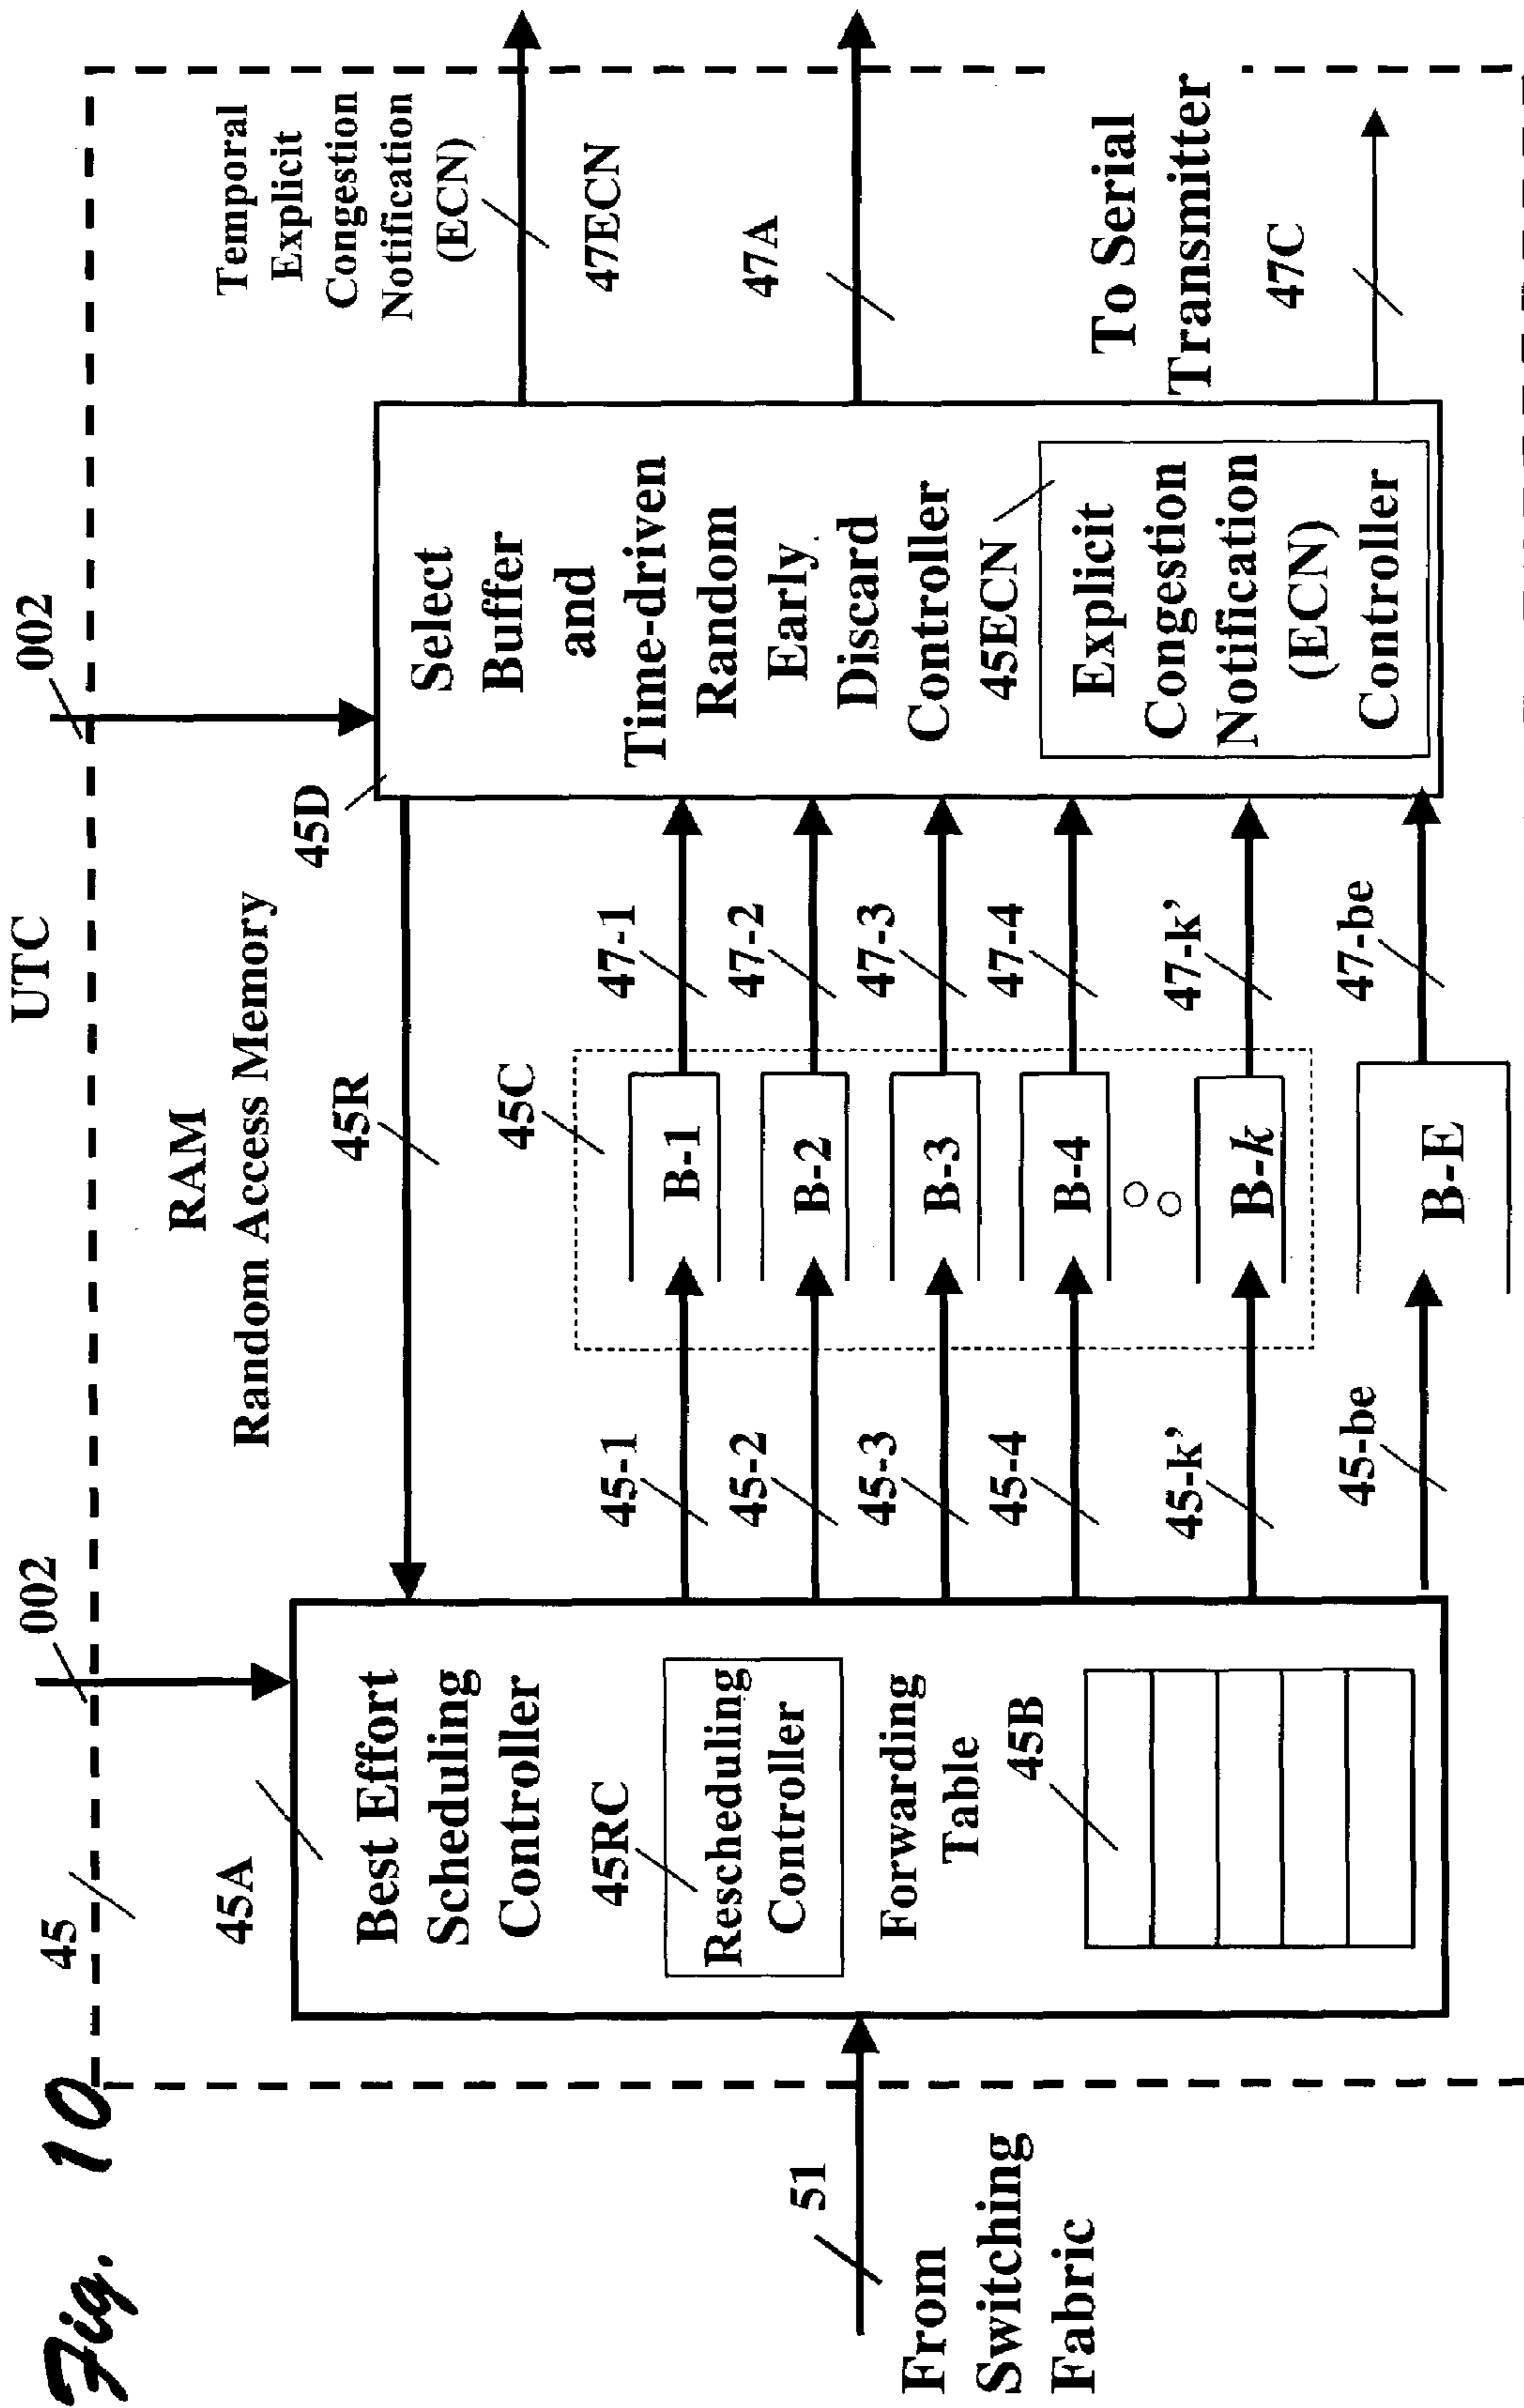 Fig. 10
UTC
45
002
002
RAM
Random Access Memory
45A
45R
45D
Best Effort
Scheduling
Controller
45RC
Rescheduling
Controller
Forwarding
Table
45B
51
From
Switching
Fabric
45C
45-1
B-1
47-1
45-2
B-2
47-2
45-3
B-3
47-3
45-4
B-4
47-4
45-k’
B-k
47-k’
45-be
B-E
47-be
Select
Buffer
and
Time-driven
Random
Early
Discard
Controller
45ECN
Explicit
Congestion
Notification
(ECN)
Controller
Temporal
Explicit
Congestion
Notification
(ECN)
47ECN
47A
To Serial
Transmitter
47C